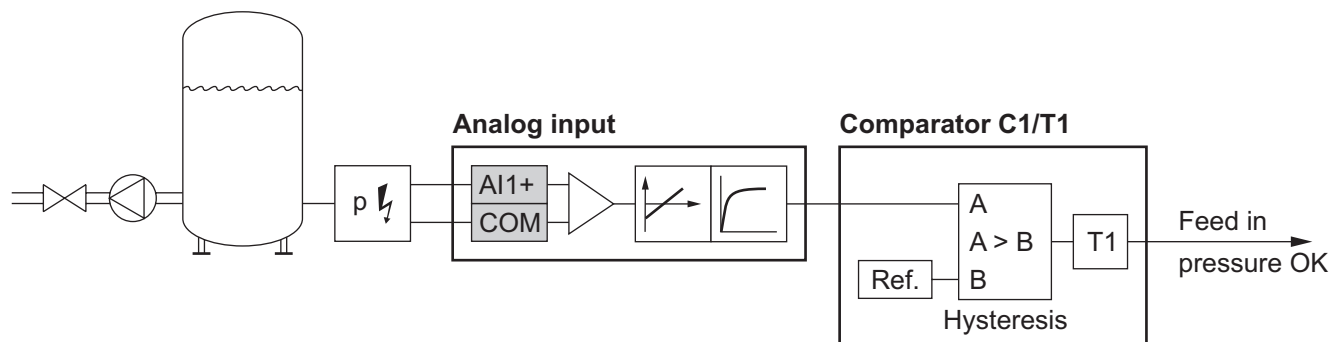 Analog input
Comparator C1/T1
p
AI1+
COM
A
A > B
B
Ref.
Hysteresis
T1
Feed in
pressure OK